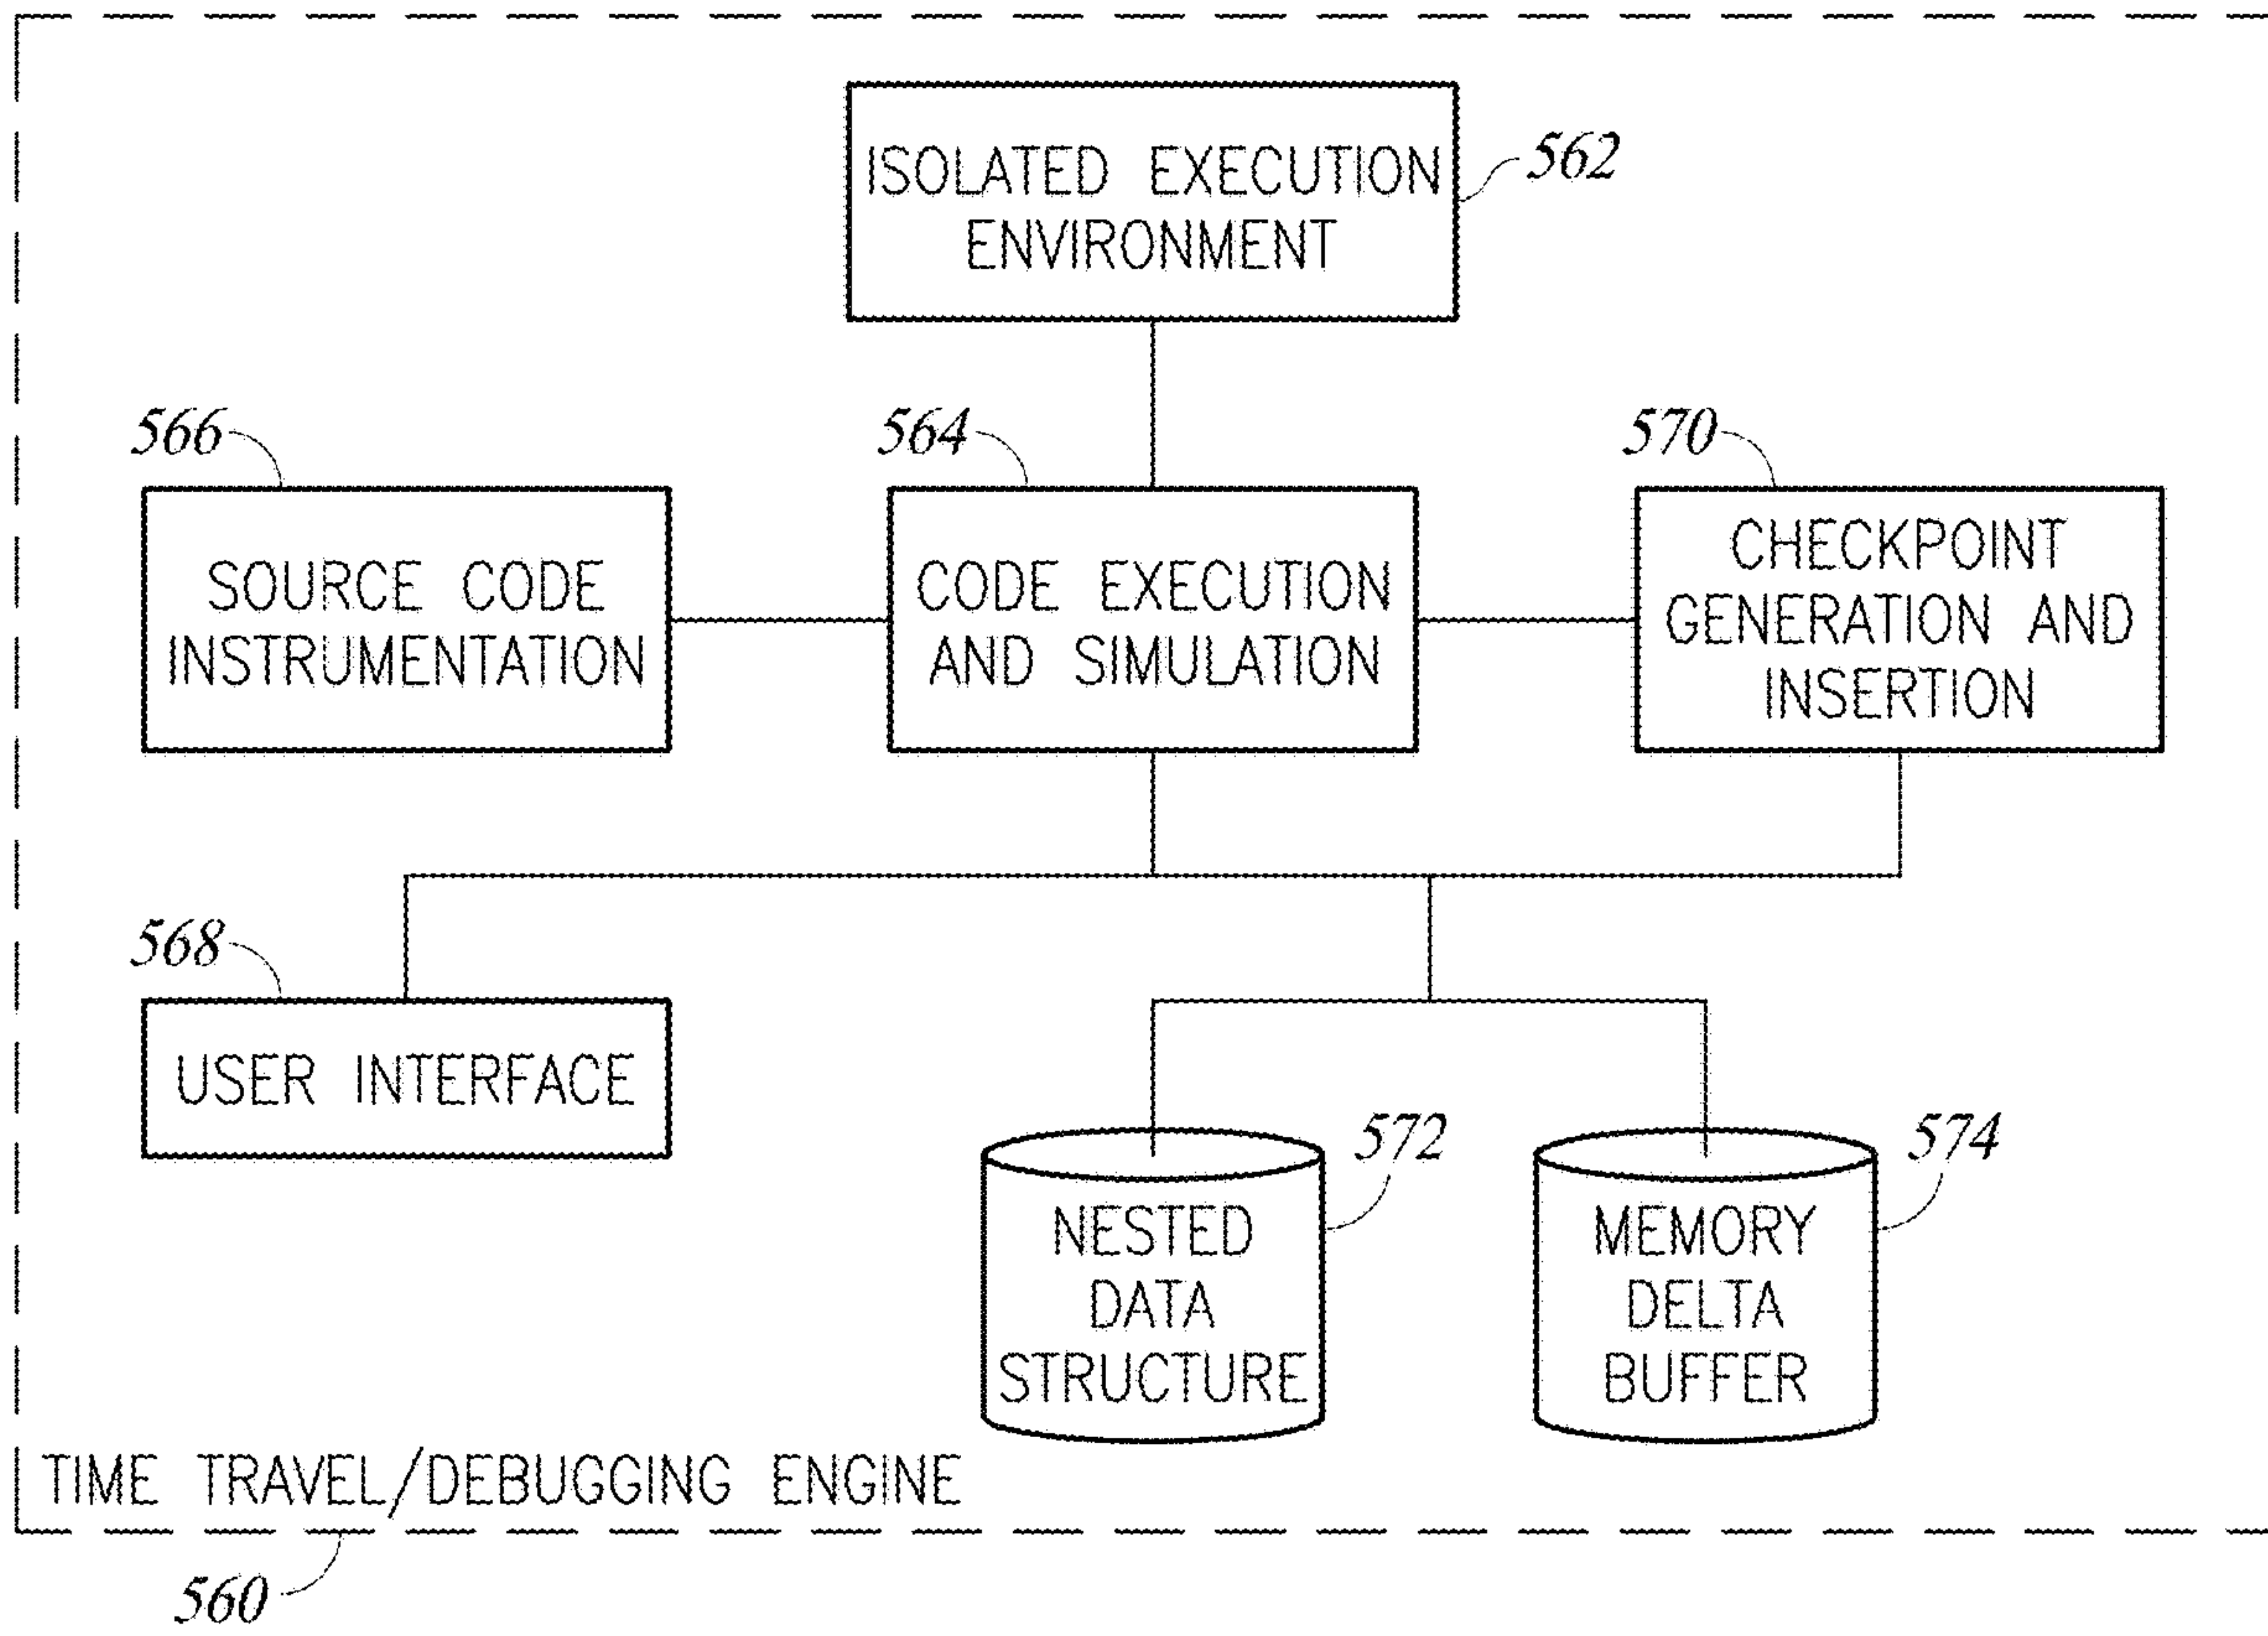 ISOLATED EXECUTION
ENVIRONMENT
562
566
564
570
SOURCE CODE
INSTRUMENTATION
CODE EXECUTION
AND SIMULATION
CHECKPOINT
GENERATION AND
INSERTION
568
USER INTERFACE
572
574
NESTED
DATA
STRUCTURE
MEMORY
DELTA
BUFFER
TIME TRAVEL/DEBUGGING ENGINE
560